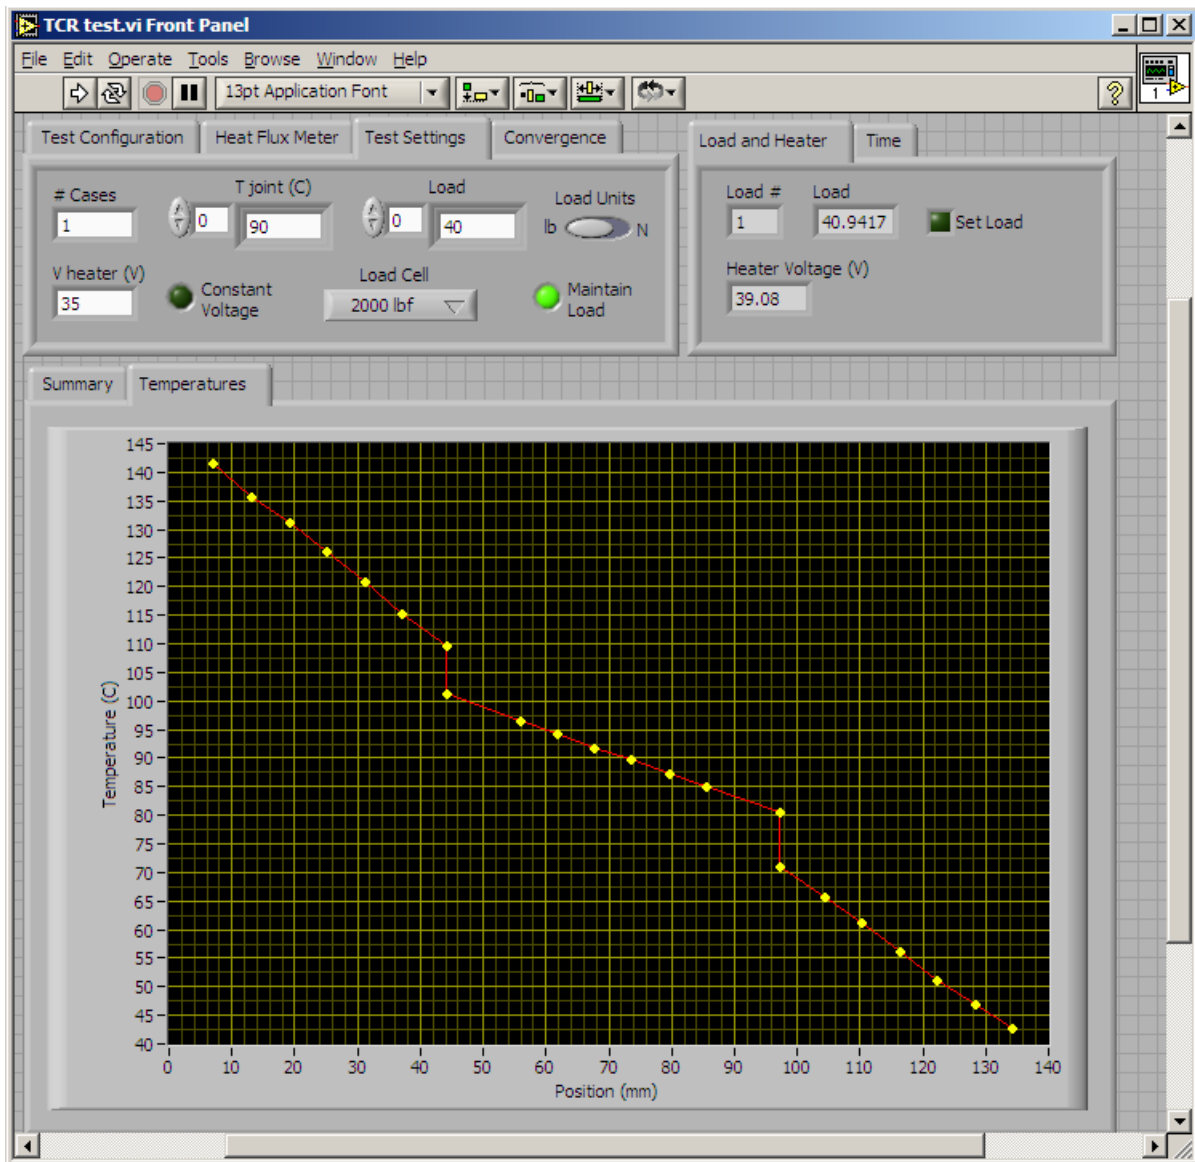 TCR test.vi Front Panel
File Edit Operate Tools Browse Window Help
13pt Application Font
?
1
Test Configuration Heat Flux Meter Test Settings Convergence
# Cases T joint (C) Load Load Units
1 0 90 0 40 lb N
V heater (V) Constant Voltage Load Cell Maintain Load
35 2000 lbf
Load and Heater Time
Load # Load
1 40.9417 Set Load
Heater Voltage (V)
39.08
Summary Temperatures
145
140
135
130
125
120
115
110
105
100
95
90
85
80
75
70
65
60
55
50
45
40
Temperature (C)
0 10 20 30 40 50 60 70 80 90 100 110 120 130 140
Position (mm)